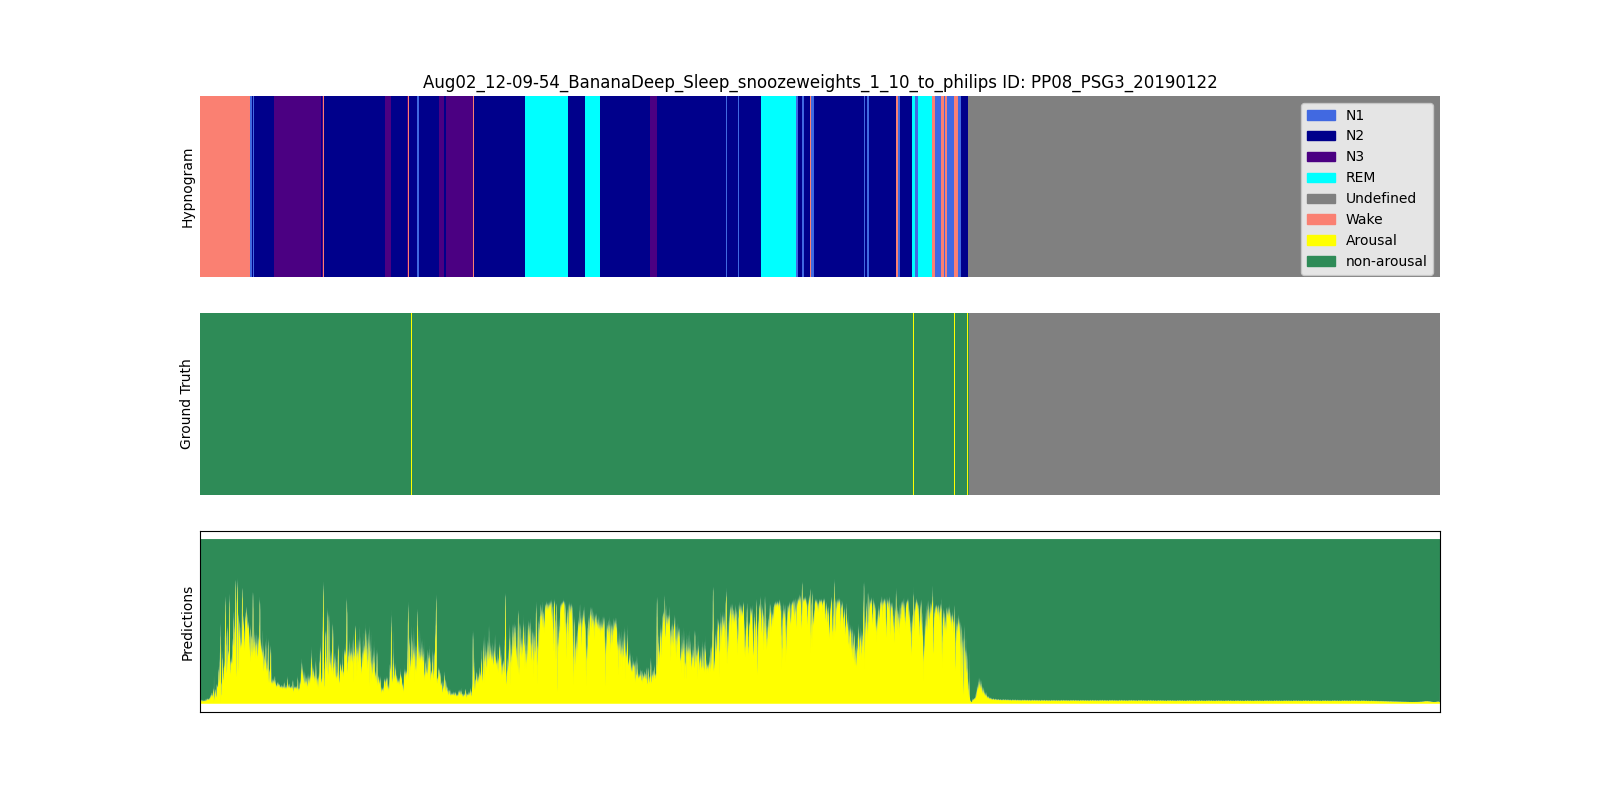 Aug02_12-09-54_BananaDeep_Sleep_snoozeweights_1_10_to_philips ID: PP08_PSG3_20190122
Hypnogram
N1
N2
N3
REM
Undefined
Wake
Arousal
non-arousal
Ground Truth
Predictions